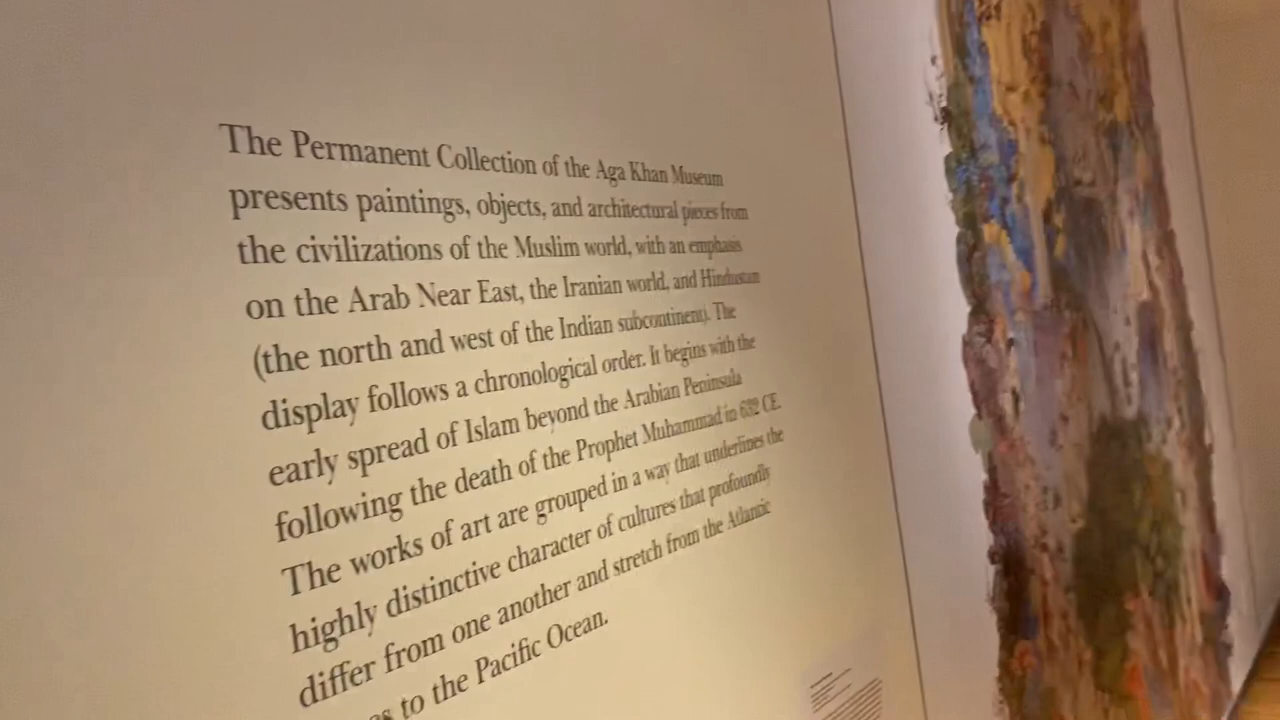 The Permanent Collection of the Aga Khan Museum
presents paintings, objects, and architectural pieces from
the civilizations of the Muslim world, with an emphasis
on the Arab Near East, the Iranian world, and Hindustan
(the north and west of the Indian subcontinent). The
display follows a chronological order. It begins with the
early spread of Islam beyond the Arabian Peninsula
following the death of the Prophet Muhammad in 632 CE.
The works of art are grouped in a way that underlines the
highly distinctive character of cultures that profoundly
differ from one another and stretch from the Atlantic
to the Pacific Ocean.